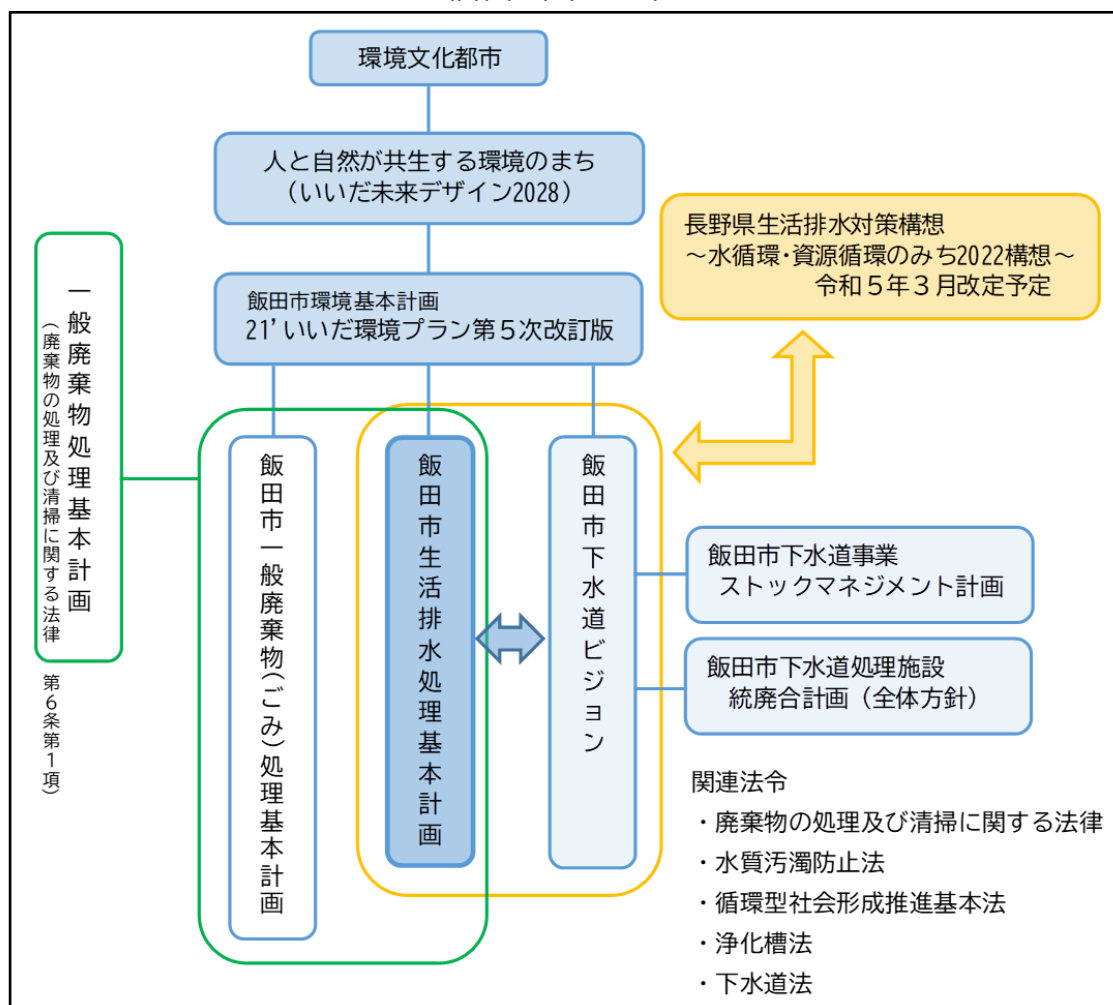 環境文化都市
人と自然が共生する環境のまち
（いいだ未来デザイン2028）
長野県生活排水対策構想
～水循環・資源循環のみち2022構想～
令和５年３月改定予定
飯田市環境基本計画
21’いいだ環境プラン第５次改訂版
一般廃棄物処理基本計画
（廃棄物の処理及び清掃に関する法律　第６条第１項）
飯田市一般廃棄物（ごみ）処理基本計画
飯田市生活排水処理基本計画
飯田市下水道ビジョン
飯田市下水道事業
ストックマネジメント計画
飯田市下水道処理施設
統廃合計画（全体方針）
関連法令
・廃棄物の処理及び清掃に関する法律
・水質汚濁防止法
・循環型社会形成推進基本法
・浄化槽法
・下水道法